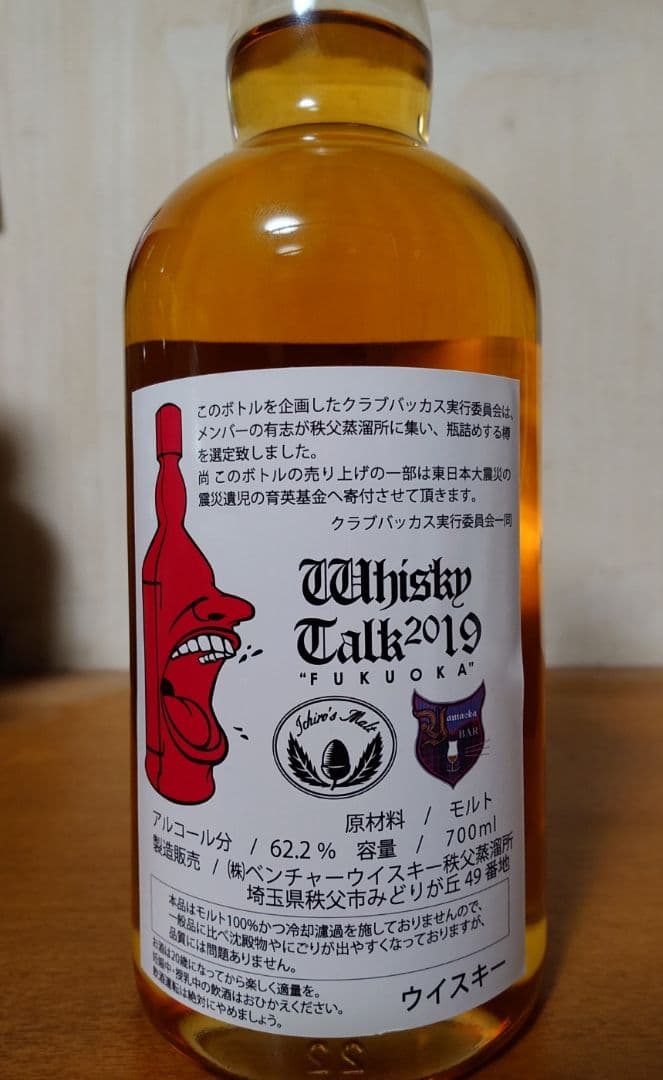 このボトルを企画したクラブバッカス実行委員会は、
メンバーの有志が秩父蒸溜所に集い、瓶詰めする樽
を選定致しました。
尚 このボトルの売り上げの一部は東日本大震災の
震災遺児の育英基金へ寄付させて頂きます。
クラブバッカス実行委員会一同
Whisky
Talk2019
"FUKUOKA"
Ichiro's Malt
Yamaoka
BAR
原材料 / モルト
アルコール分 / 62.2% 容量 / 700ml
製造販売 / (株)ベンチャーウイスキー秩父蒸溜所
埼玉県秩父市みどりが丘49番地
本品はモルト100%かつ冷却濾過を施しておりませんので、
一般品に比べ沈殿物やにごりが出やすくなっておりますが、
品質には問題ありません。
お酒は20歳になってから楽しく適量を。
妊娠中・授乳中の飲酒はおひかえください。
飲酒運転は絶対にやめましょう。
ウイスキー
22